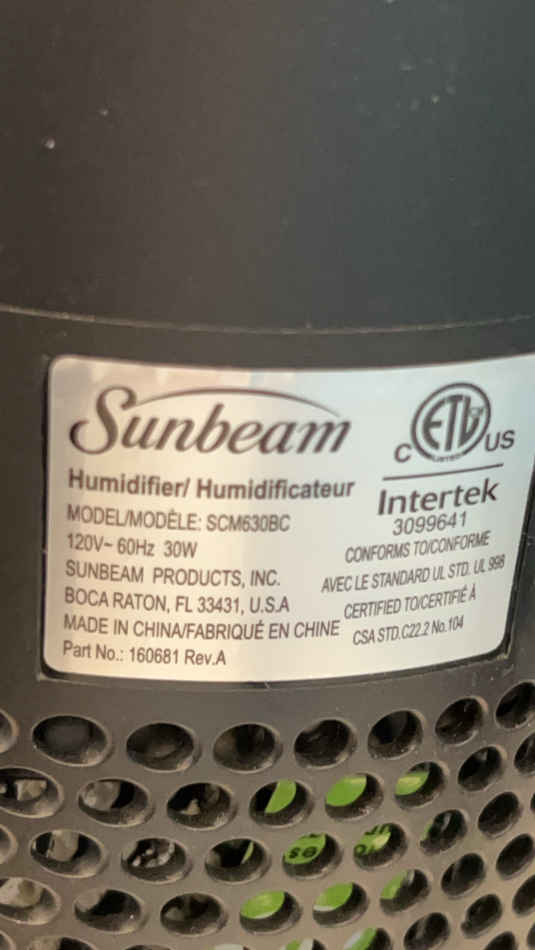 Sunbeam
Humidifier/ Humidificateur
MODEL/MODÈLE: SCM630BC
120V~ 60Hz 30W
SUNBEAM PRODUCTS, INC.
BOCA RATON, FL 33431, U.S.A
MADE IN CHINA/FABRIQUÉ EN CHINE
Part No.: 160681 Rev.A
C ETL US
LISTED
Intertek
3099641
CONFORMS TO/CONFORME
AVEC LE STANDARD UL STD. UL 998
CERTIFIED TO/CERTIFIÉ À
CSA STD.C22.2 No.104